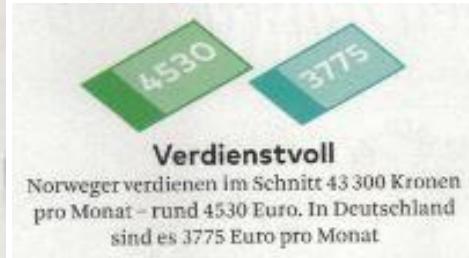 4530
3775
Verdienstvoll
Norweger verdienen im Schnitt 43 300 Kronen
pro Monat – rund 4530 Euro. In Deutschland
sind es 3775 Euro pro Monat